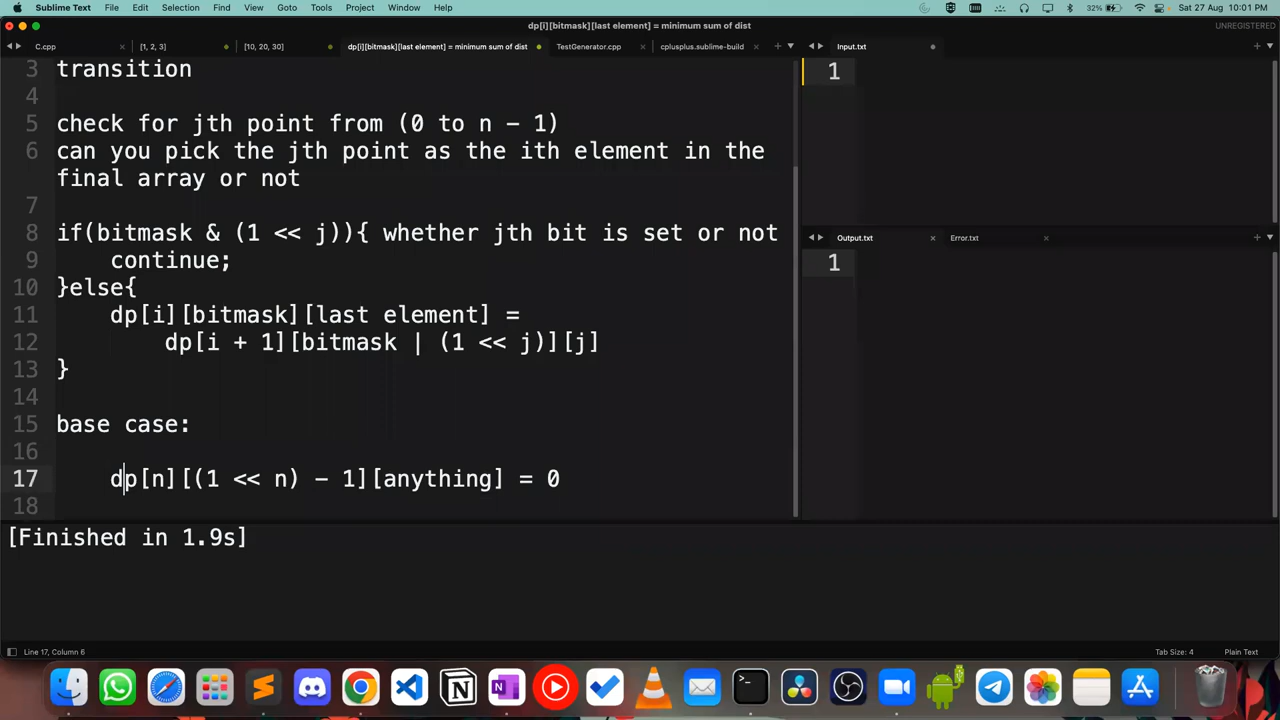 Sublime Text File Edit Selection Find View Goto Tools Project Window Help 32% Sat 27 Aug 10:01 PM
dp[i][bitmask][last element] = minimum sum of dist UNREGISTERED
C.cpp [1, 2, 3] [10, 20, 30] dp[i][bitmask][last element] = minimum sum of dist TestGenerator.cpp cplusplus.sublime-build Input.txt
3 transition
4
5 check for jth point from (0 to n - 1)
6 can you pick the jth point as the ith element in the
final array or not
7
8 if(bitmask & (1 << j)){ whether jth bit is set or not
9 continue;
10 }else{
11 dp[i][bitmask][last element] =
12 dp[i + 1][bitmask | (1 << j)][j]
13 }
14
15 base case:
16
17 dp[n][(1 << n) - 1][anything] = 0
18
1
Output.txt Error.txt
1
[Finished in 1.9s]
Line 17, Column 6 Tab Size: 4 Plain Text